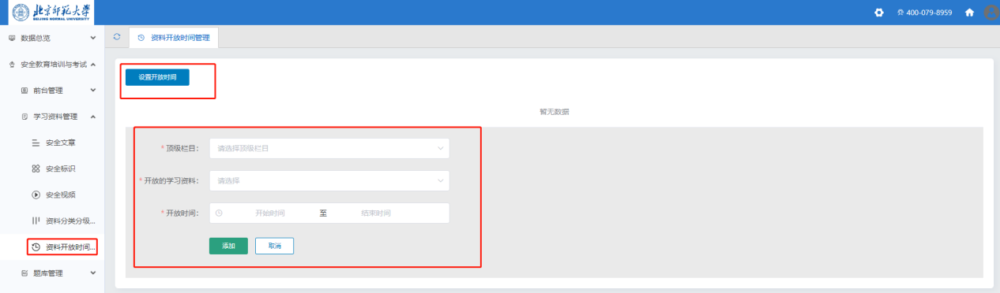 北京师范大学
BEIJING NORMAL UNIVERSITY
400-079-8959
数据总览
资料开放时间管理
安全教育培训与考试
设置开放时间
前台管理
暂无数据
学习资料管理
安全文章
* 顶级栏目： 请选择顶级栏目
安全标识
* 开放的学习资料： 请选择
安全视频
* 开放时间： 开始时间 至 结束时间
资料分类分级...
添加 取消
资料开放时间...
题库管理